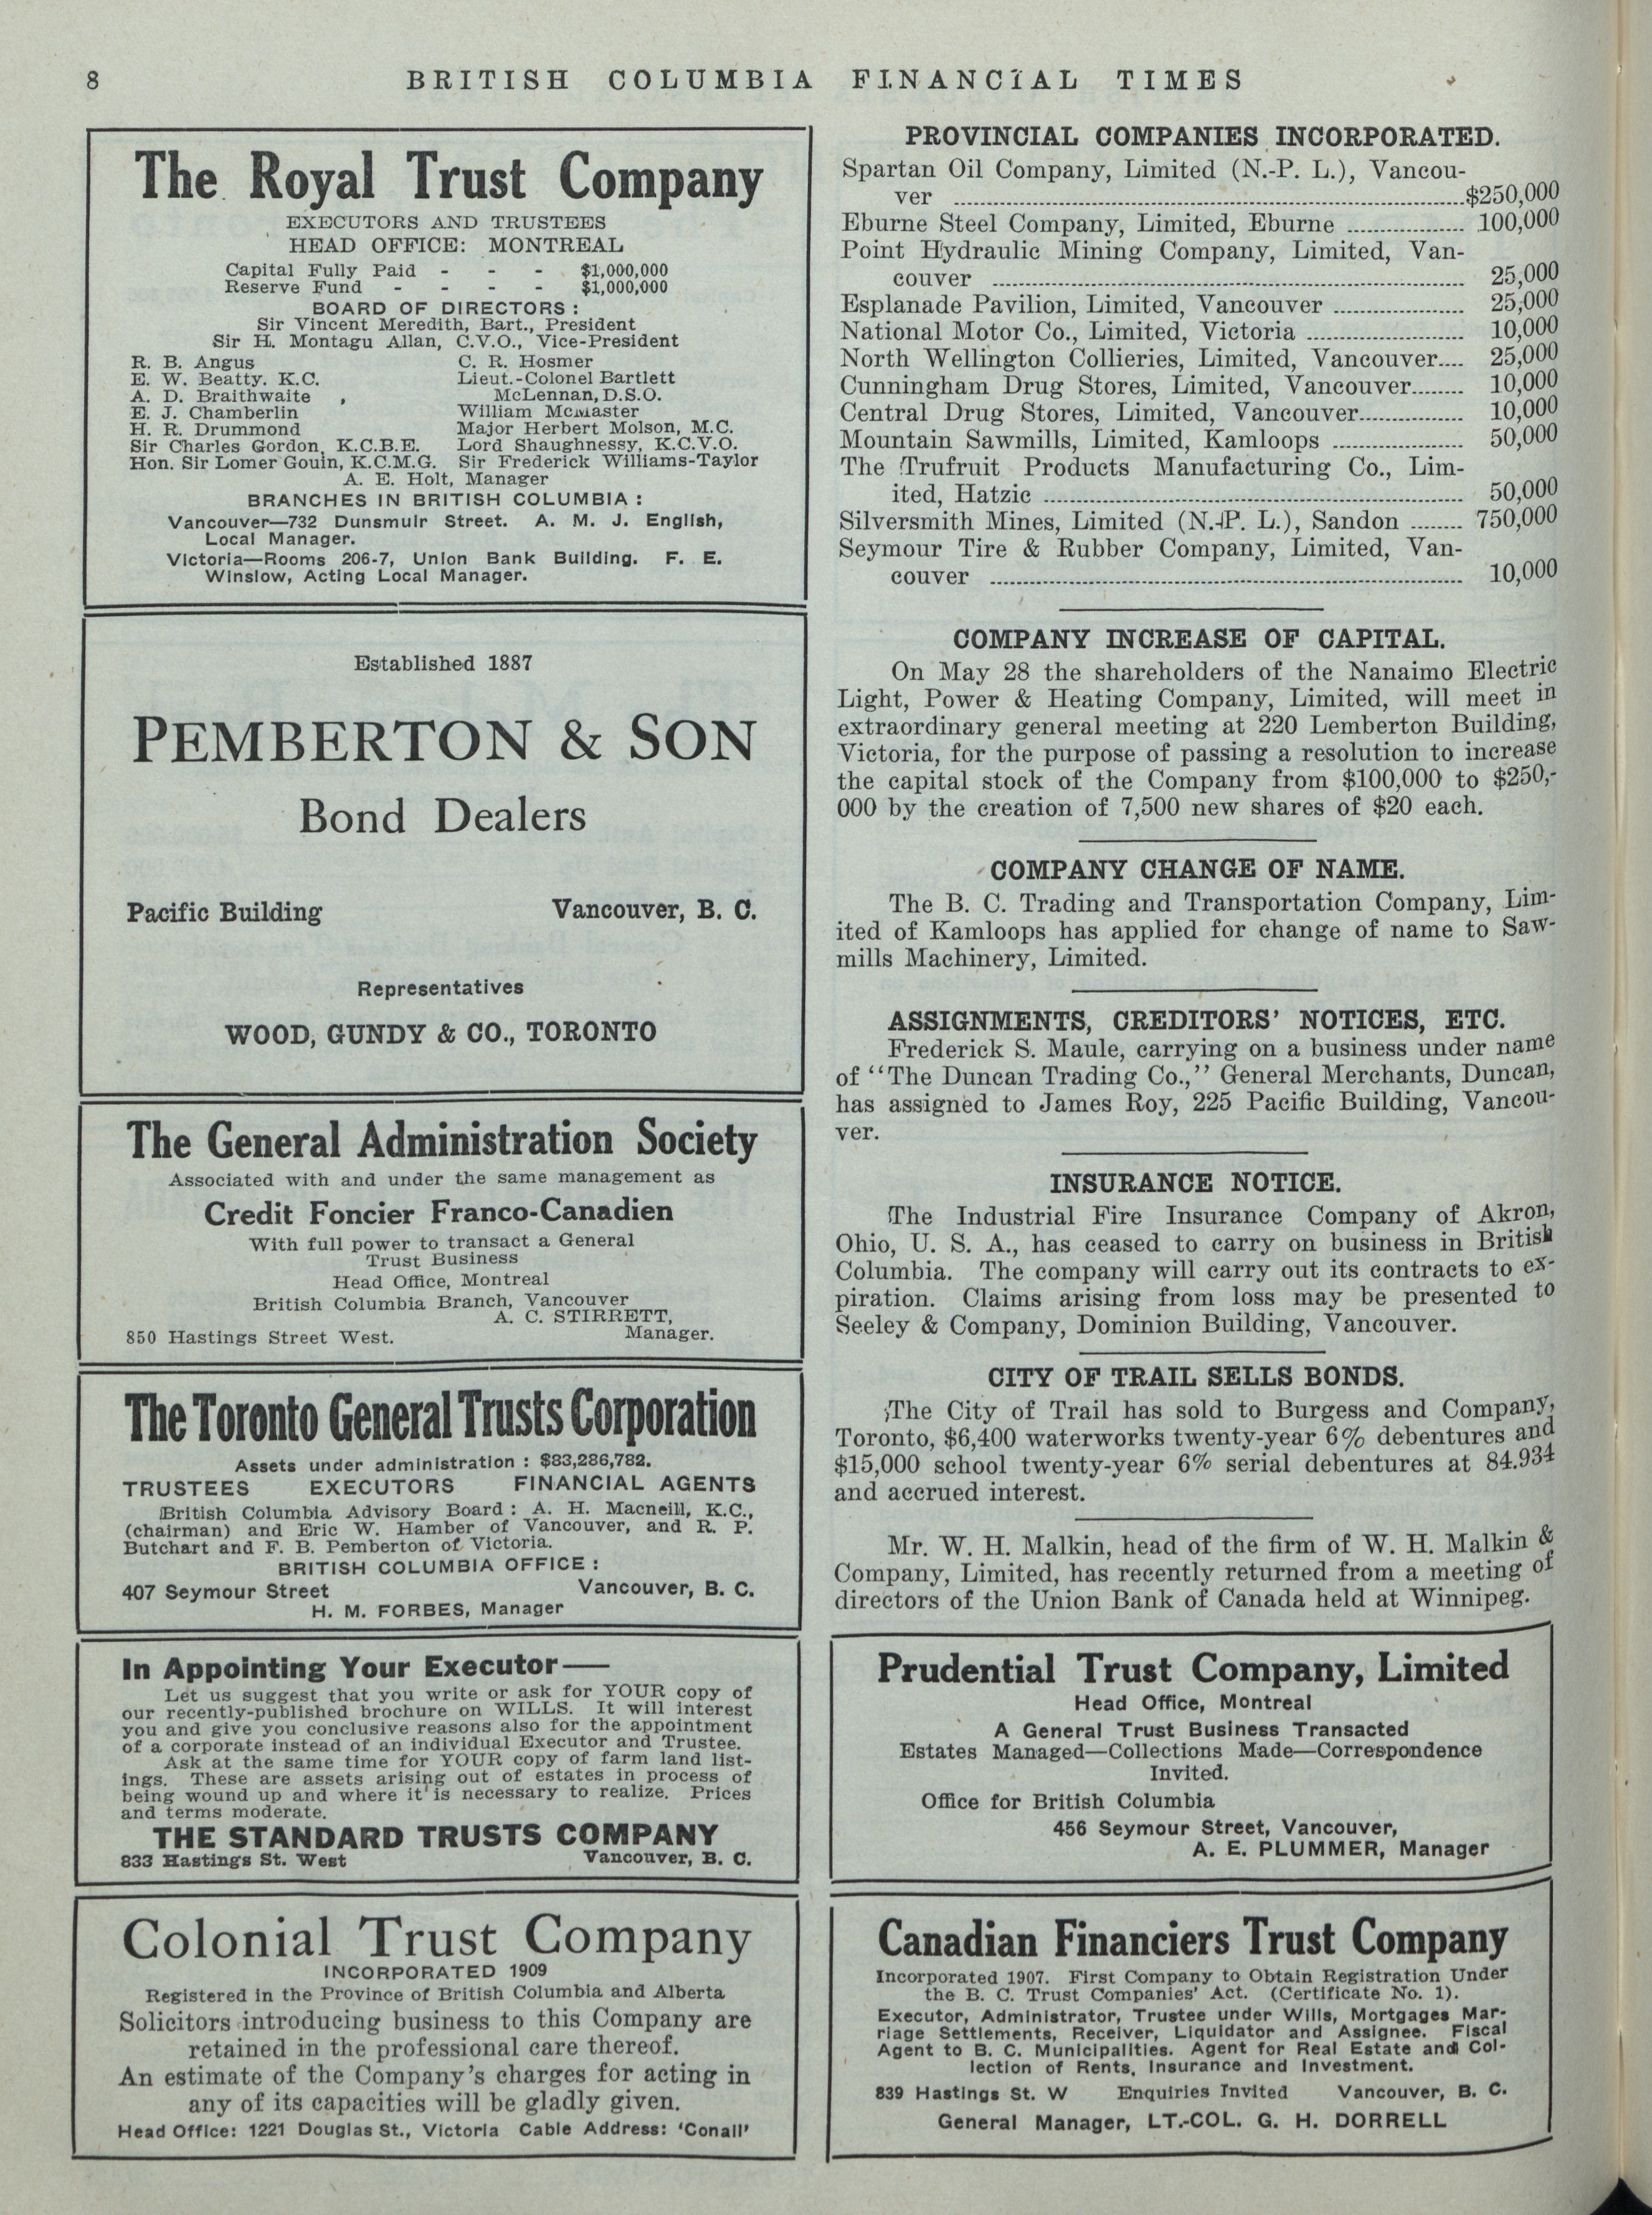 8 BRITISH COLUMBIA FINANCIAL TIMES
The Royal Trust Company
EXECUTORS AND TRUSTEES
HEAD OFFICE: MONTREAL
Capital Fully Paid - - - $1,000,000
Reserve Fund - - - - $1,000,000
BOARD OF DIRECTORS:
Sir Vincent Meredith, Bart., President
Sir H. Montagu Allan, C.V.O., Vice-President
R. B. Angus
E. W. Beatty. K.C.
A. D. Braithwaite
E. J. Chamberlin
H. R. Drummond
Sir Charles Gordon, K.C.B.E.
Hon. Sir Lomer Gouin, K.C.M.G.
C. R. Hosmer
Lieut.-Colonel Bartlett
McLennan, D.S.O.
William McMaster
Major Herbert Molson, M.C.
Lord Shaughnessy, K.C.V.O.
Sir Frederick Williams-Taylor
A. E. Holt, Manager
BRANCHES IN BRITISH COLUMBIA:
Vancouver—732 Dunsmuir Street. A. M. J. English,
Local Manager.
Victoria—Rooms 206-7, Union Bank Building. F. E.
Winslow, Acting Local Manager.
Established 1887
PEMBERTON & SON
Bond Dealers
Pacific Building Vancouver, B. C.
Representatives
WOOD, GUNDY & CO., TORONTO
The General Administration Society
Associated with and under the same management as
Credit Foncier Franco-Canadien
With full power to transact a General
Trust Business
Head Office, Montreal
British Columbia Branch, Vancouver
A. C. STIRRETT,
850 Hastings Street West. Manager.
The Toronto General Trusts Corporation
Assets under administration: $83,286,782.
TRUSTEES EXECUTORS FINANCIAL AGENTS
British Columbia Advisory Board: A. H. Macneill, K.C.,
(chairman) and Eric W. Hamber of Vancouver, and R. P.
Butchart and F. B. Pemberton of Victoria.
BRITISH COLUMBIA OFFICE:
407 Seymour Street Vancouver, B. C.
H. M. FORBES, Manager
In Appointing Your Executor—
Let us suggest that you write or ask for YOUR copy of
our recently-published brochure on WILLS. It will interest
you and give you conclusive reasons also for the appointment
of a corporate instead of an individual Executor and Trustee.
Ask at the same time for YOUR copy of farm land list-
ings. These are assets arising out of estates in process of
being wound up and where it is necessary to realize. Prices
and terms moderate.
THE STANDARD TRUSTS COMPANY
833 Hastings St. West Vancouver, B. C.
Colonial Trust Company
INCORPORATED 1909
Registered in the Province of British Columbia and Alberta
Solicitors introducing business to this Company are
retained in the professional care thereof.
An estimate of the Company's charges for acting in
any of its capacities will be gladly given.
Head Office: 1221 Douglas St., Victoria Cable Address: 'Conall'
PROVINCIAL COMPANIES INCORPORATED.
Spartan Oil Company, Limited (N.-P. L.), Vancou-
ver $250,000
Eburne Steel Company, Limited, Eburne 100,000
Point Hydraulic Mining Company, Limited, Van-
couver 25,000
Esplanade Pavilion, Limited, Vancouver 25,000
National Motor Co., Limited, Victoria 10,000
North Wellington Collieries, Limited, Vancouver 25,000
Cunningham Drug Stores, Limited, Vancouver 10,000
Central Drug Stores, Limited, Vancouver 10,000
Mountain Sawmills, Limited, Kamloops 50,000
The Trufruit Products Manufacturing Co., Lim-
ited, Hatzic 50,000
Silversmith Mines, Limited (N.-P. L.), Sandon 750,000
Seymour Tire & Rubber Company, Limited, Van-
couver 10,000
COMPANY INCREASE OF CAPITAL.
On May 28 the shareholders of the Nanaimo Electric
Light, Power & Heating Company, Limited, will meet in
extraordinary general meeting at 220 Lemberton Building,
Victoria, for the purpose of passing a resolution to increase
the capital stock of the Company from $100,000 to $250,-
000 by the creation of 7,500 new shares of $20 each.
COMPANY CHANGE OF NAME.
The B. C. Trading and Transportation Company, Lim-
ited of Kamloops has applied for change of name to Saw-
mills Machinery, Limited.
ASSIGNMENTS, CREDITORS' NOTICES, ETC.
Frederick S. Maule, carrying on a business under name
of "The Duncan Trading Co.," General Merchants, Duncan,
has assigned to James Roy, 225 Pacific Building, Vancou-
ver.
INSURANCE NOTICE.
The Industrial Fire Insurance Company of Akron,
Ohio, U. S. A., has ceased to carry on business in British
Columbia. The company will carry out its contracts to ex-
piration. Claims arising from loss may be presented to
Seeley & Company, Dominion Building, Vancouver.
CITY OF TRAIL SELLS BONDS.
The City of Trail has sold to Burgess and Company,
Toronto, $6,400 waterworks twenty-year 6% debentures and
$15,000 school twenty-year 6% serial debentures at 84.934
and accrued interest.
Mr. W. H. Malkin, head of the firm of W. H. Malkin &
Company, Limited, has recently returned from a meeting of
directors of the Union Bank of Canada held at Winnipeg.
Prudential Trust Company, Limited
Head Office, Montreal
A General Trust Business Transacted
Estates Managed—Collections Made—Correspondence
Invited.
Office for British Columbia
456 Seymour Street, Vancouver,
A. E. PLUMMER, Manager
Canadian Financiers Trust Company
Incorporated 1907. First Company to Obtain Registration Under
the B. C. Trust Companies' Act. (Certificate No. 1).
Executor, Administrator, Trustee under Wills, Mortgages Mar-
riage Settlements, Receiver, Liquidator and Assignee. Fiscal
Agent to B. C. Municipalities. Agent for Real Estate and Col-
lection of Rents, Insurance and Investment.
839 Hastings St. W Enquiries Invited Vancouver, B. C.
General Manager, LT.-COL. G. H. DORRELL